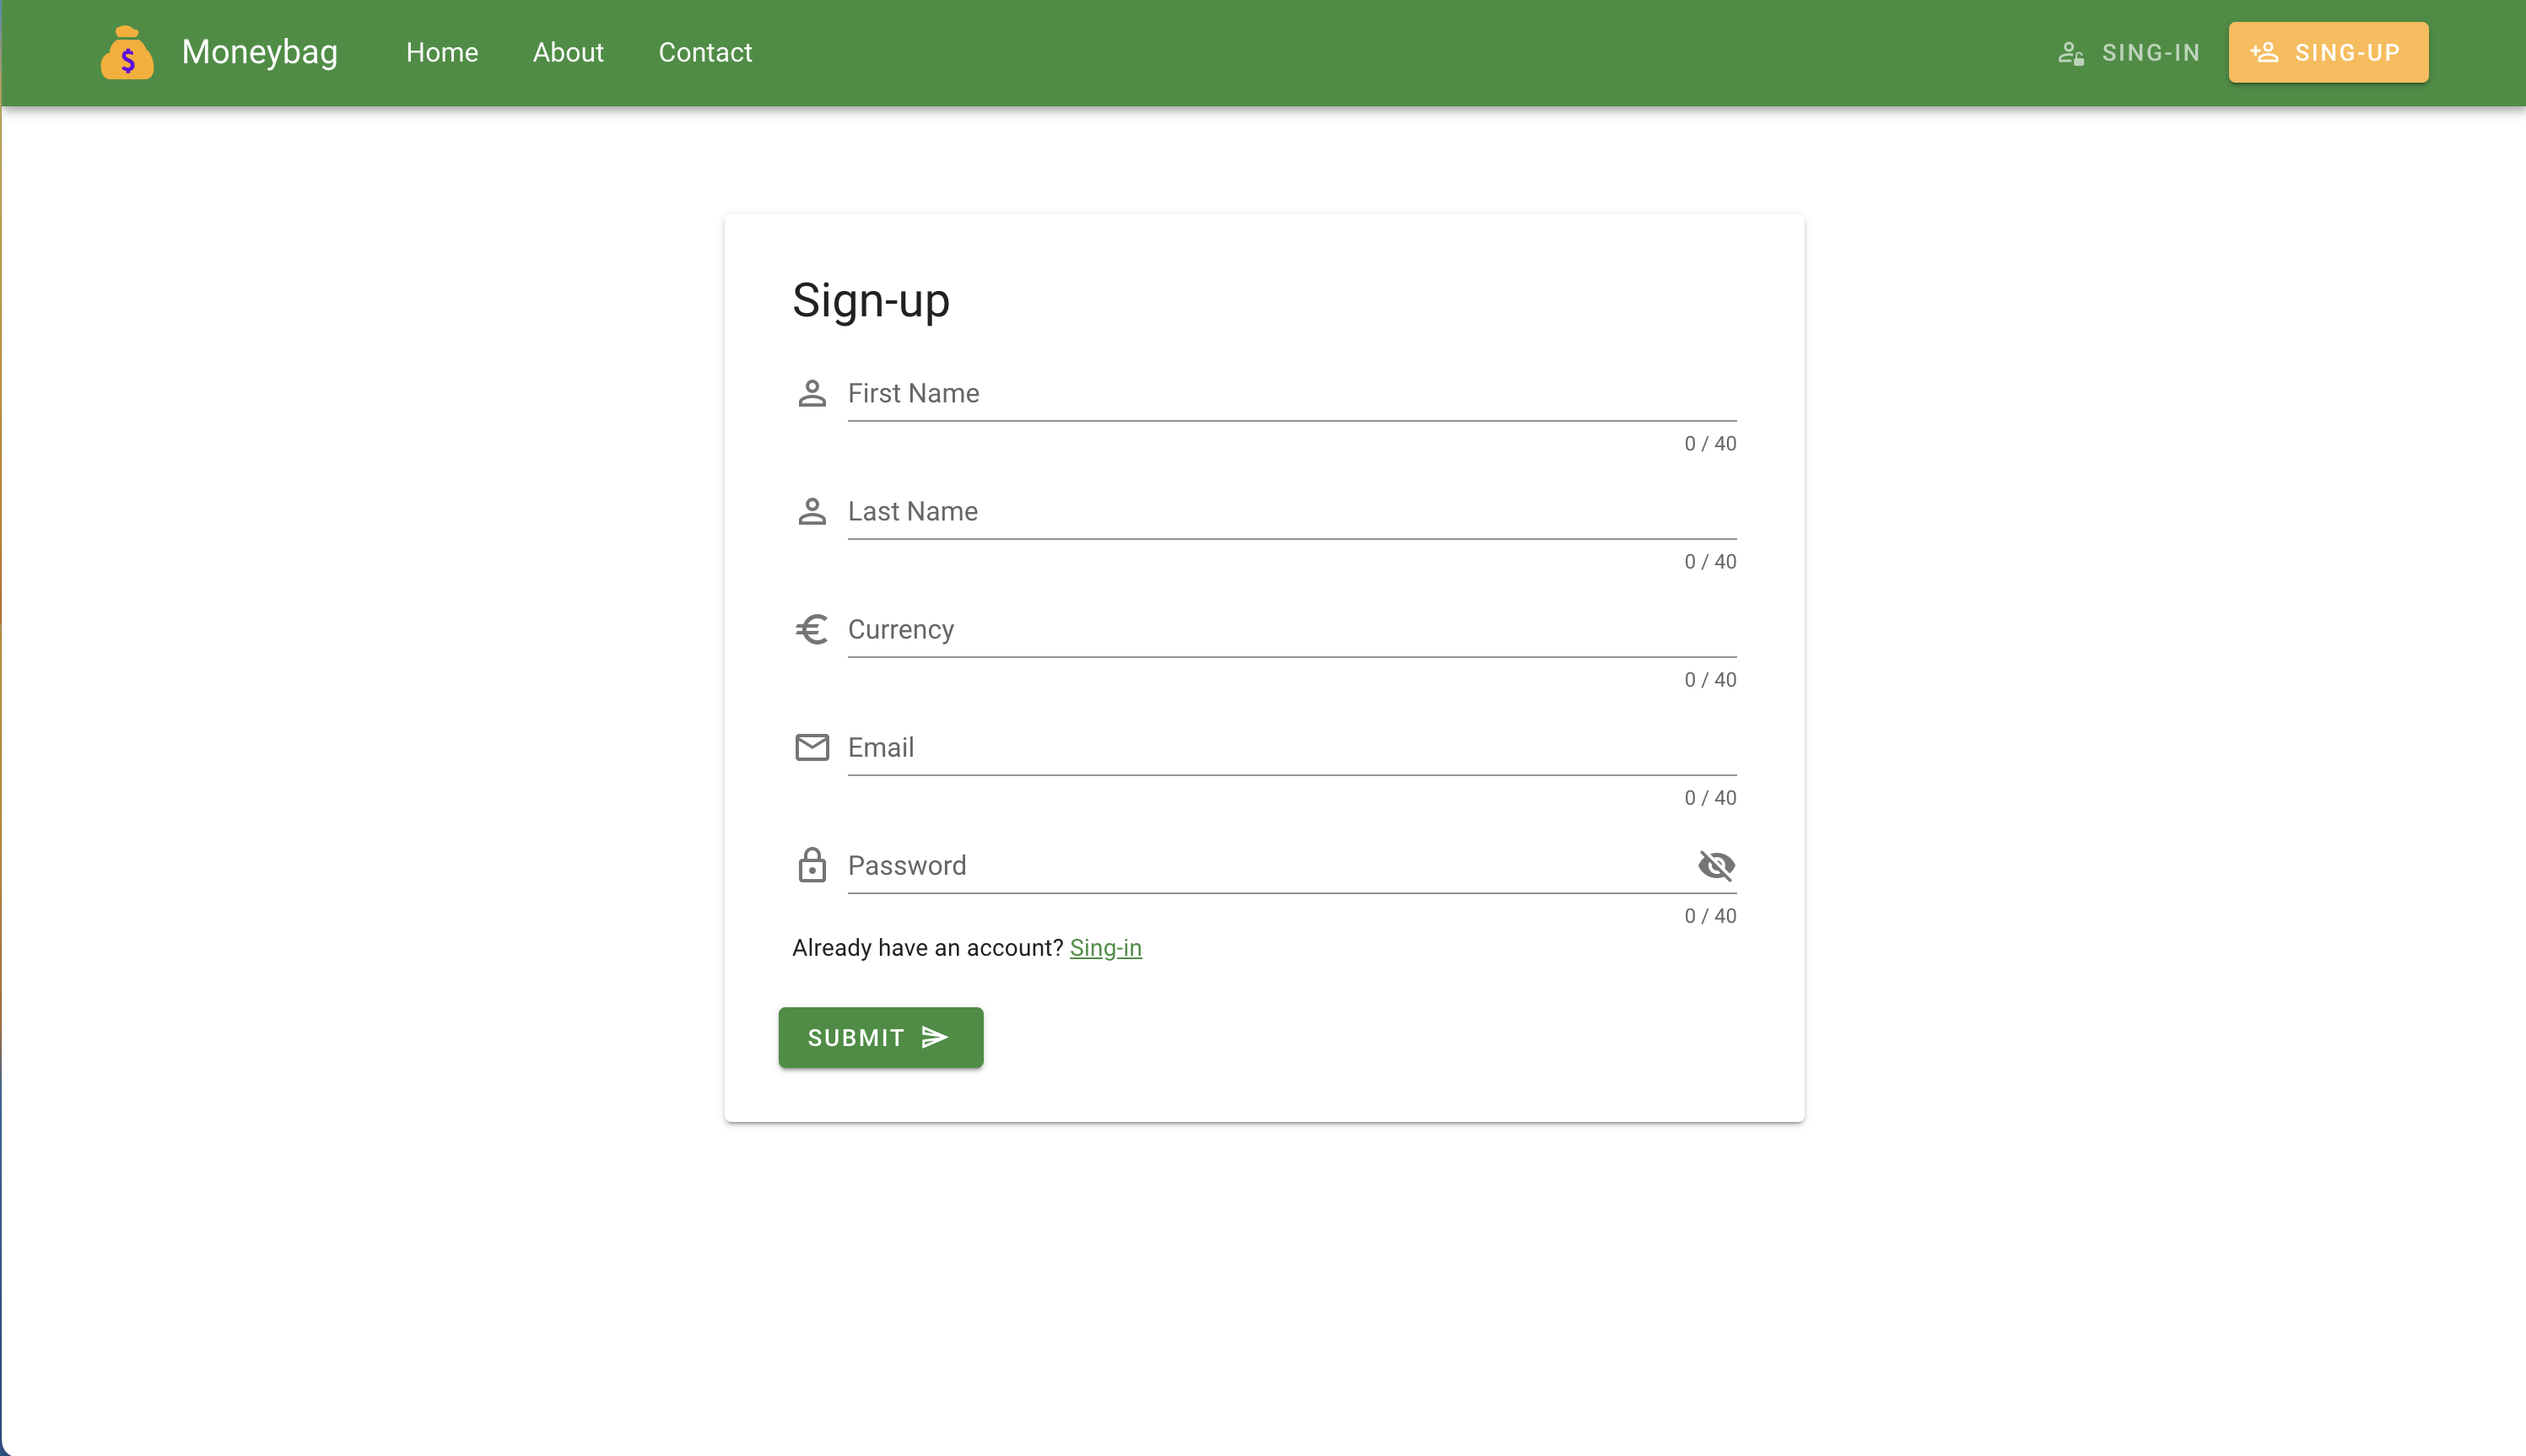 $ Moneybag Home About Contact SING-IN SING-UP
Sign-up
First Name
0 / 40
Last Name
0 / 40
€ Currency
0 / 40
Email
0 / 40
Password
0 / 40
Already have an account? Sing-in
SUBMIT